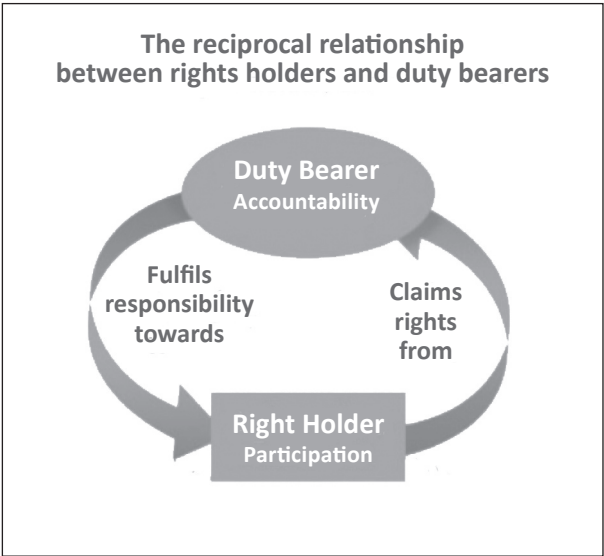 The reciprocal relationship
between rights holders and duty bearers
Duty Bearer
Accountability
Fulfils
responsibility
towards
Claims
rights
from
Right Holder
Participation